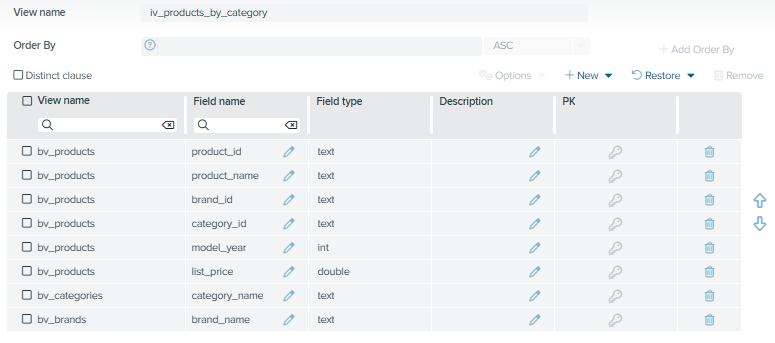 View name iv_products_by_category
Order By ASC + Add Order By
Distinct clause Options + New Restore Remove
View name Field name Field type Description PK
bv_products product_id text
bv_products product_name text
bv_products brand_id text
bv_products category_id text
bv_products model_year int
bv_products list_price double
bv_categories category_name text
bv_brands brand_name text